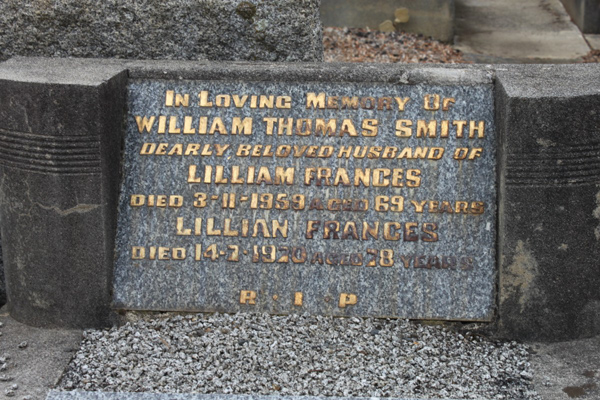 In Loving Memory Of
William Thomas Smith
Dearly Beloved Husband of
Lilliam Frances
Died 3-11-1959 Aged 69 Years
Lillian Frances
Died 14-7-1970 Aged 78 Years
R · I · P